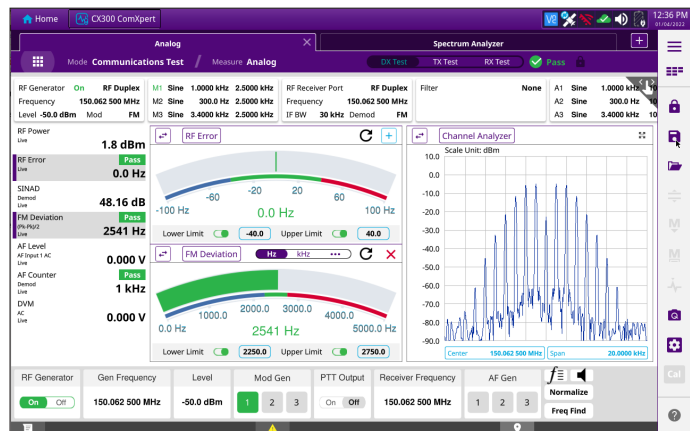 Home
CX300 ComXpert
12:36 PM
01/04/2022
Analog
Spectrum Analyzer
Mode Communications Test / Measure Analog
DX Test TX Test RX Test Pass
RF Generator On RF Duplex
Frequency 150.062 500 MHz
Level -50.0 dBm Mod FM
M1 Sine 1.0000 kHz 2.5000 kHz
M2 Sine 300.0 Hz 2.5000 kHz
M3 Sine 3.4000 kHz 2.5000 kHz
RF Receiver Port RF Duplex
Frequency 150.062 500 MHz
IF BW 30 kHz Demod FM
Filter None
A1 Sine 1.0000 kHz 10
A2 Sine 300.0 Hz 10
A3 Sine 3.4000 kHz 10
RF Power
Live
1.8 dBm
RF Error Pass
Live
0.0 Hz
SINAD
Demod
Live
48.16 dB
FM Deviation Pass
(Pk-Pk)/2
Live
2541 Hz
AF Level
AF Input 1 AC
Live
0.000 V
AF Counter Pass
Demod
Live
1 kHz
DVM
AC
Live
0.000 V
RF Error
-100 Hz -60 -20 20 60 100 Hz
0.0 Hz
Lower Limit -40.0 Upper Limit 40.0
FM Deviation Hz kHz •••
0.0 Hz 1000.0 2000.0 3000.0 4000.0 5000.0 Hz
2541 Hz
Lower Limit 2250.0 Upper Limit 2750.0
Channel Analyzer
Scale Unit: dBm
10.0
0.0
-10.0
-20.0
-30.0
-40.0
-50.0
-60.0
-70.0
-80.0
-90.0
Center 150.062 500 MHz Span 20.0000 kHz
RF Generator Gen Frequency Level Mod Gen PTT Output Receiver Frequency AF Gen
On Off 150.062 500 MHz -50.0 dBm 1 2 3 On Off 150.062 500 MHz 1 2 3
Normalize
Freq Find
M
M
Cal